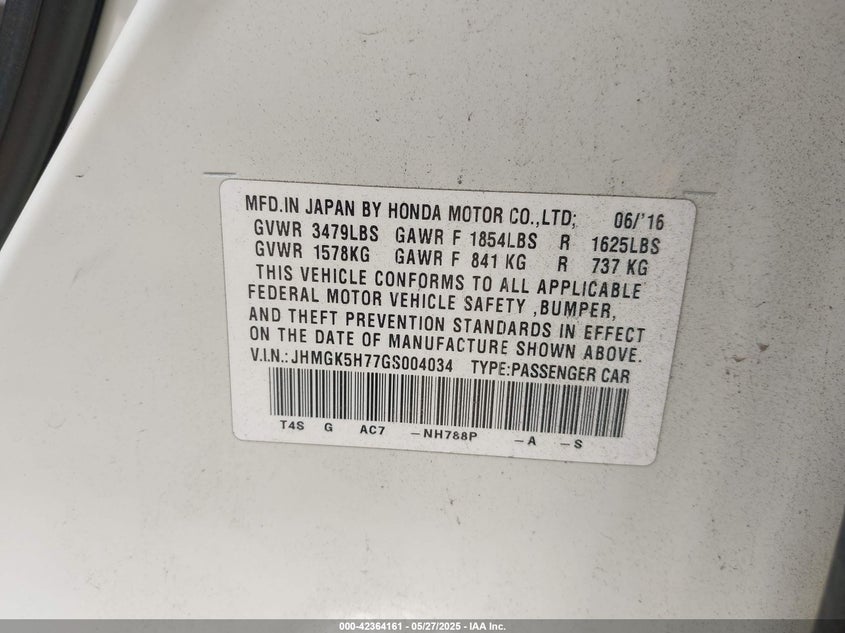 MFD.IN JAPAN BY HONDA MOTOR CO.,LTD; 06/'16
GVWR 3479LBS GAWR F 1854LBS R 1625LBS
GVWR 1578KG GAWR F 841 KG R 737 KG
THIS VEHICLE CONFORMS TO ALL APPLICABLE
FEDERAL MOTOR VEHICLE SAFETY ,BUMPER,
AND THEFT PREVENTION STANDARDS IN EFFECT
ON THE DATE OF MANUFACTURE SHOWN ABOVE.
V.I.N.:JHMGK5H77GS004034 TYPE:PASSENGER CAR
T4S G AC7 -NH788P -A -S
000-42364161 - 05/27/2025 - IAA Inc.